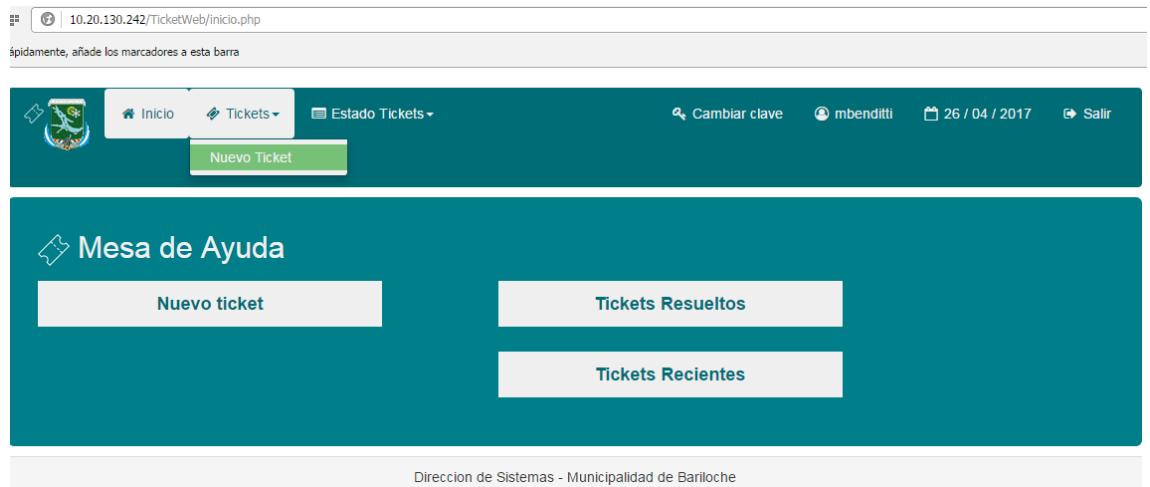 10.20.130.242/TicketWeb/inicio.php
ápidamente, añade los marcadores a esta barra
Inicio Tickets Estado Tickets Cambiar clave mbenditti 26 / 04 / 2017 Salir
Nuevo Ticket
Mesa de Ayuda
Nuevo ticket Tickets Resueltos
Tickets Recientes
Direccion de Sistemas - Municipalidad de Bariloche